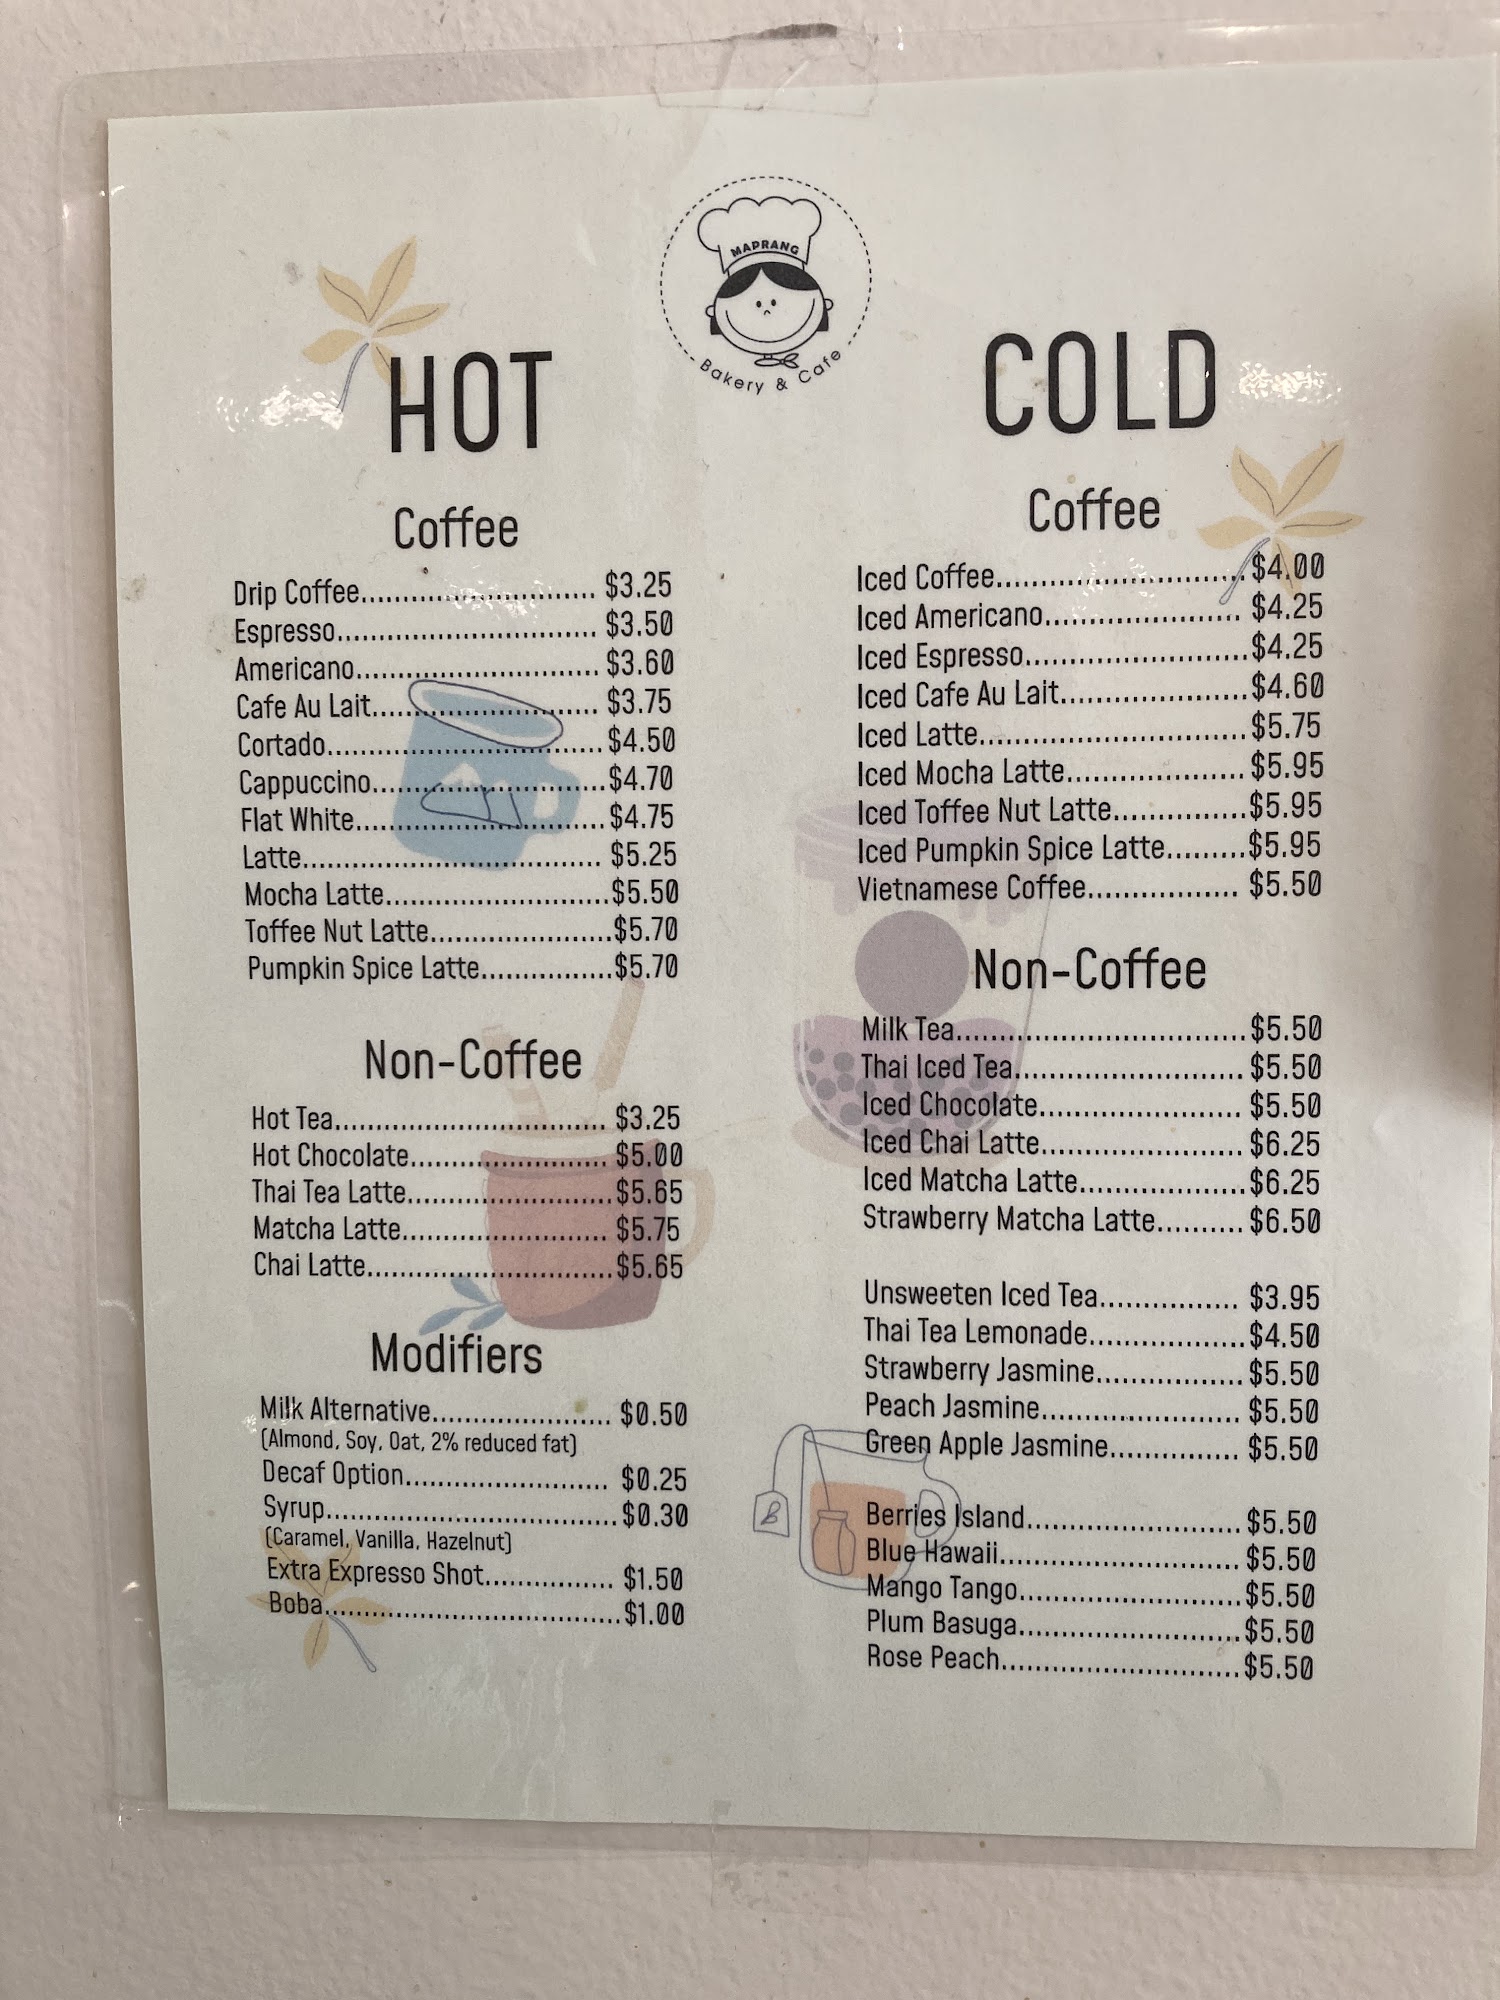 MAPRANG
Bakery & Cafe
HOT
Coffee
Drip Coffee.......................... $3.25
Espresso............................. $3.50
Americano........................... $3.60
Cafe Au Lait......................... $3.75
Cortado..............................$4.50
Cappuccino..........................$4.70
Flat White...........................$4.75
Latte................................. $5.25
Mocha Latte.........................$5.50
Toffee Nut Latte....................$5.70
Pumpkin Spice Latte..............$5.70
Non-Coffee
Hot Tea.............................. $3.25
Hot Chocolate...................... $5.00
Thai Tea Latte.......................$5.65
Matcha Latte....................... $5.75
Chai Latte...........................$5.65
Modifiers
Milk Alternative.................... $0.50
(Almond, Soy, Oat, 2% reduced fat)
Decaf Option....................... $0.25
Syrup................................$0.30
(Caramel, Vanilla, Hazelnut)
Extra Expresso Shot............... $1.50
Boba.................................$1.00
COLD
Coffee
Iced Coffee...........................$4.00
Iced Americano...................... $4.25
Iced Espresso.........................$4.25
Iced Cafe Au Lait.....................$4.60
Iced Latte..............................$5.75
Iced Mocha Latte.................... $5.95
Iced Toffee Nut Latte...............$5.95
Iced Pumpkin Spice Latte.........$5.95
Vietnamese Coffee................. $5.50
Non-Coffee
Milk Tea................................$5.50
Thai Iced Tea......................... $5.50
Iced Chocolate....................... $5.50
Iced Chai Latte....................... $6.25
Iced Matcha Latte...................$6.25
Strawberry Matcha Latte.......... $6.50
Unsweeten Iced Tea................ $3.95
Thai Tea Lemonade..................$4.50
Strawberry Jasmine.................$5.50
Peach Jasmine....................... $5.50
Green Apple Jasmine............... $5.50
Berries Island........................ $5.50
Blue Hawaii........................... $5.50
Mango Tango.........................$5.50
Plum Basuga.........................$5.50
Rose Peach...........................$5.50
B